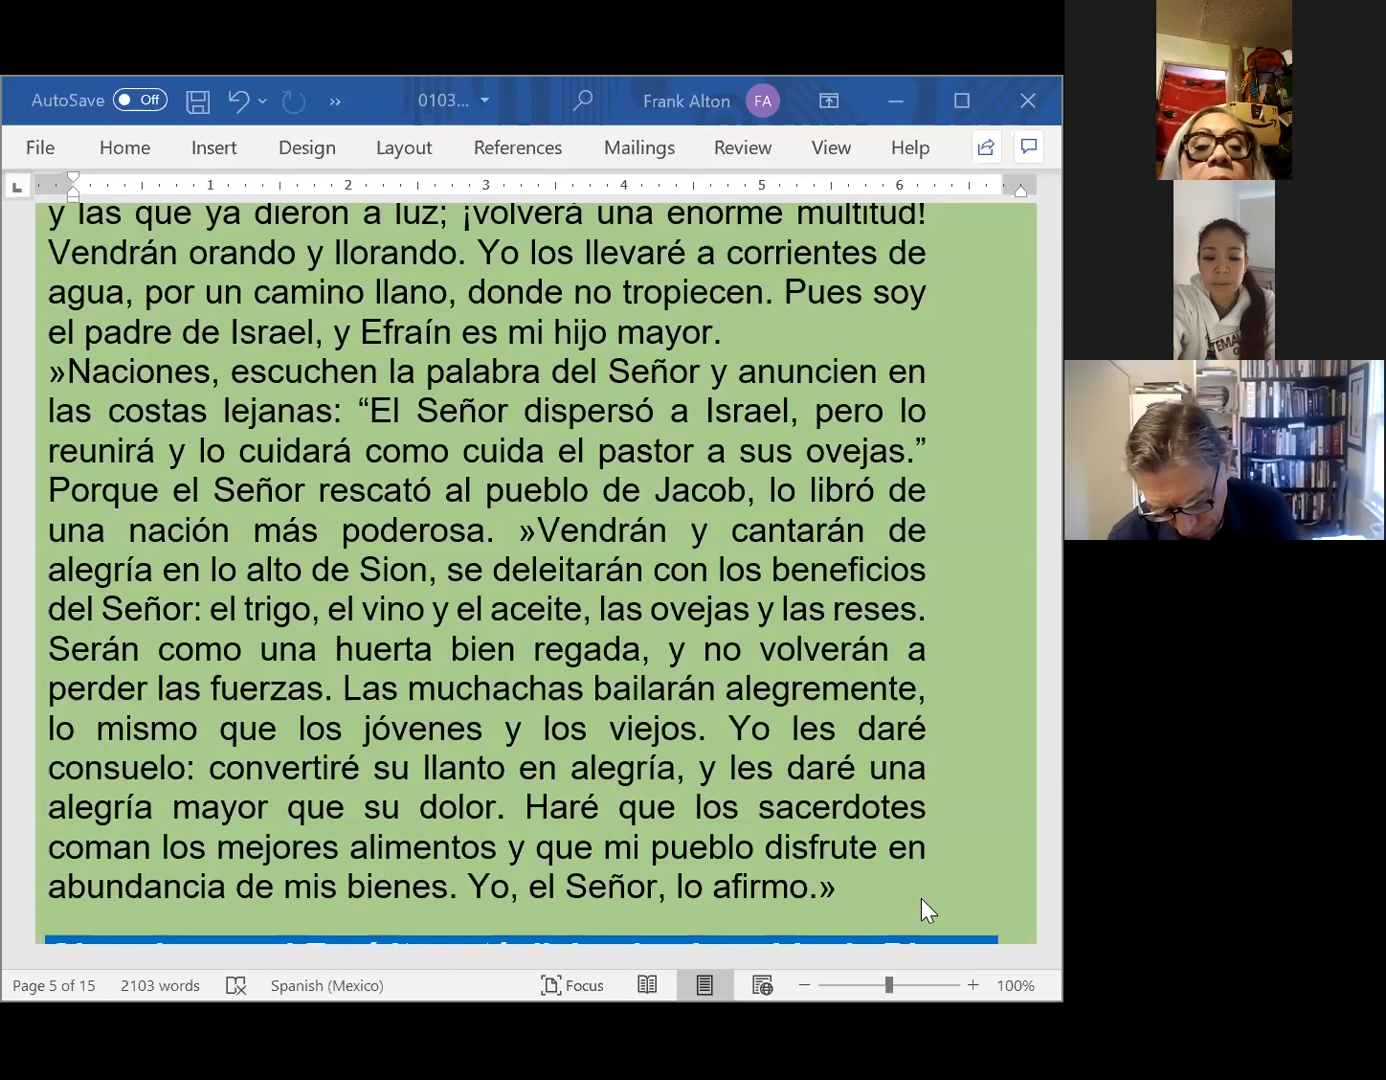 AutoSave Off 0103... Frank Alton FA
File Home Insert Design Layout References Mailings Review View Help
1 2 3 4 5 6
y las que ya dieron a luz; ¡volverá una enorme multitud!
Vendrán orando y llorando. Yo los llevaré a corrientes de
agua, por un camino llano, donde no tropiecen. Pues soy
el padre de Israel, y Efraín es mi hijo mayor.
»Naciones, escuchen la palabra del Señor y anuncien en
las costas lejanas: “El Señor dispersó a Israel, pero lo
reunirá y lo cuidará como cuida el pastor a sus ovejas.”
Porque el Señor rescató al pueblo de Jacob, lo libró de
una nación más poderosa. »Vendrán y cantarán de
alegría en lo alto de Sion, se deleitarán con los beneficios
del Señor: el trigo, el vino y el aceite, las ovejas y las reses.
Serán como una huerta bien regada, y no volverán a
perder las fuerzas. Las muchachas bailarán alegremente,
lo mismo que los jóvenes y los viejos. Yo les daré
consuelo: convertiré su llanto en alegría, y les daré una
alegría mayor que su dolor. Haré que los sacerdotes
coman los mejores alimentos y que mi pueblo disfrute en
abundancia de mis bienes. Yo, el Señor, lo afirmo.»
Page 5 of 15 2103 words Spanish (Mexico) Focus 100%